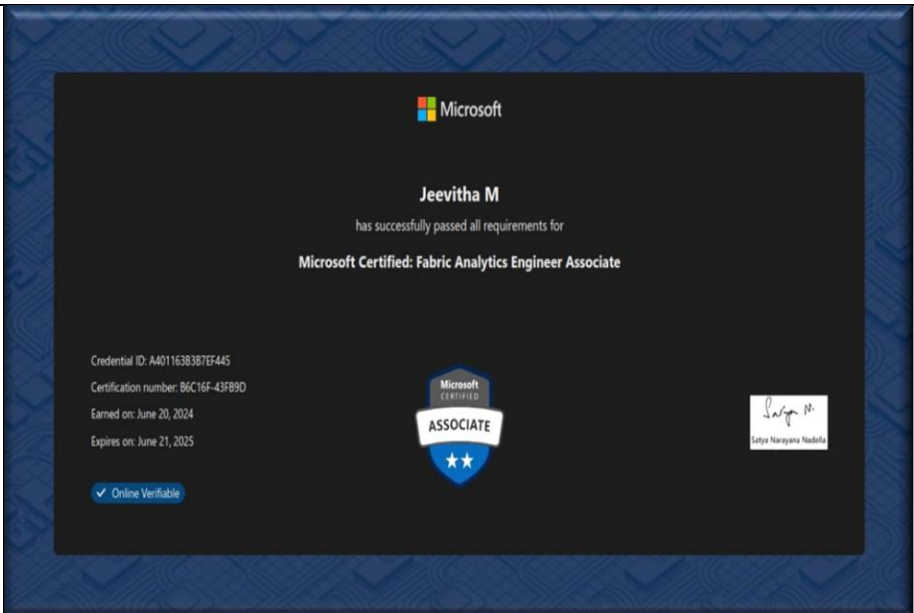 Microsoft
Jeevitha M
has successfully passed all requirements for
Microsoft Certified: Fabric Analytics Engineer Associate
Credential ID: A401163B3B7EF445
Certification number: B6C16F-43FB9D
Earned on: June 20, 2024
Expires on: June 21, 2025
Online Verifiable
Microsoft
CERTIFIED
ASSOCIATE
Satya N.
Satya Narayana Nadella